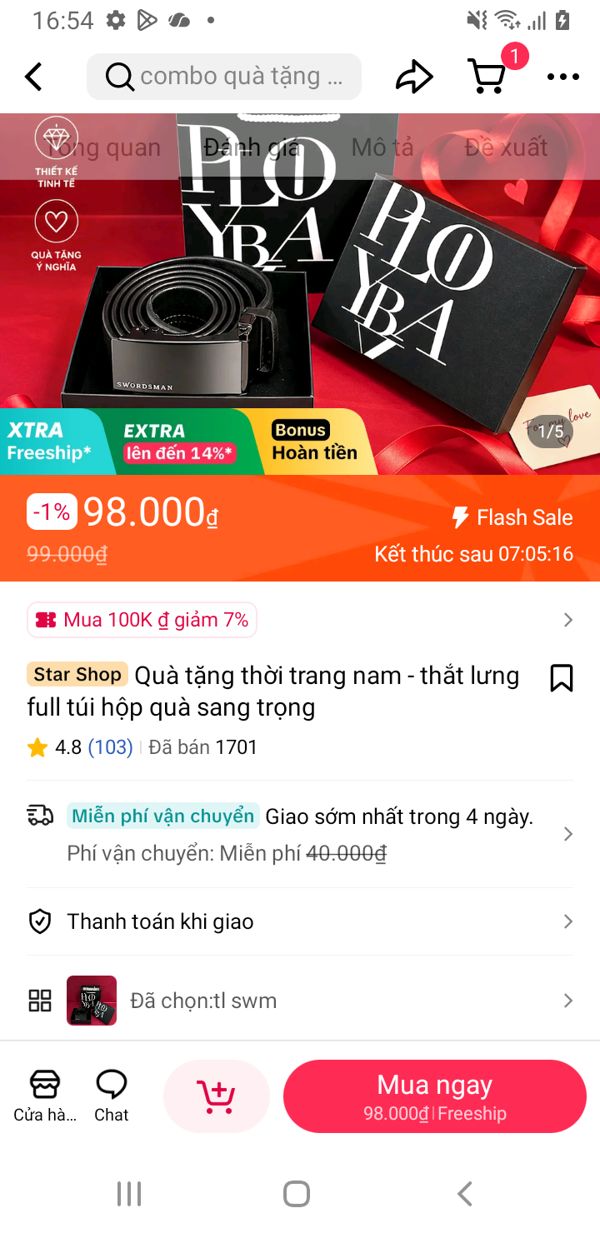 16:54
combo quà tặng ...
1
Tổng quan
Đánh giá
Mô tả
Đề xuất
THIẾT KẾ
TINH TẾ
QUÀ TẶNG
Ý NGHĨA
PLO
YBA
PLO
YBA
Y
SWORDSMAN
For my love
1/5
XTRA
Freeship*
EXTRA
lên đến 14%*
Bonus
Hoàn tiền
-1% 98.000₫
Flash Sale
99.000₫
Kết thúc sau 07:05:16
Mua 100K ₫ giảm 7%
Star Shop Quà tặng thời trang nam - thắt lưng
full túi hộp quà sang trọng
4.8 (103) Đã bán 1701
Miễn phí vận chuyển Giao sớm nhất trong 4 ngày.
Phí vận chuyển: Miễn phí 40.000₫
Thanh toán khi giao
Đã chọn:tl swm
Cửa hà...
Chat
Mua ngay
98.000₫ | Freeship